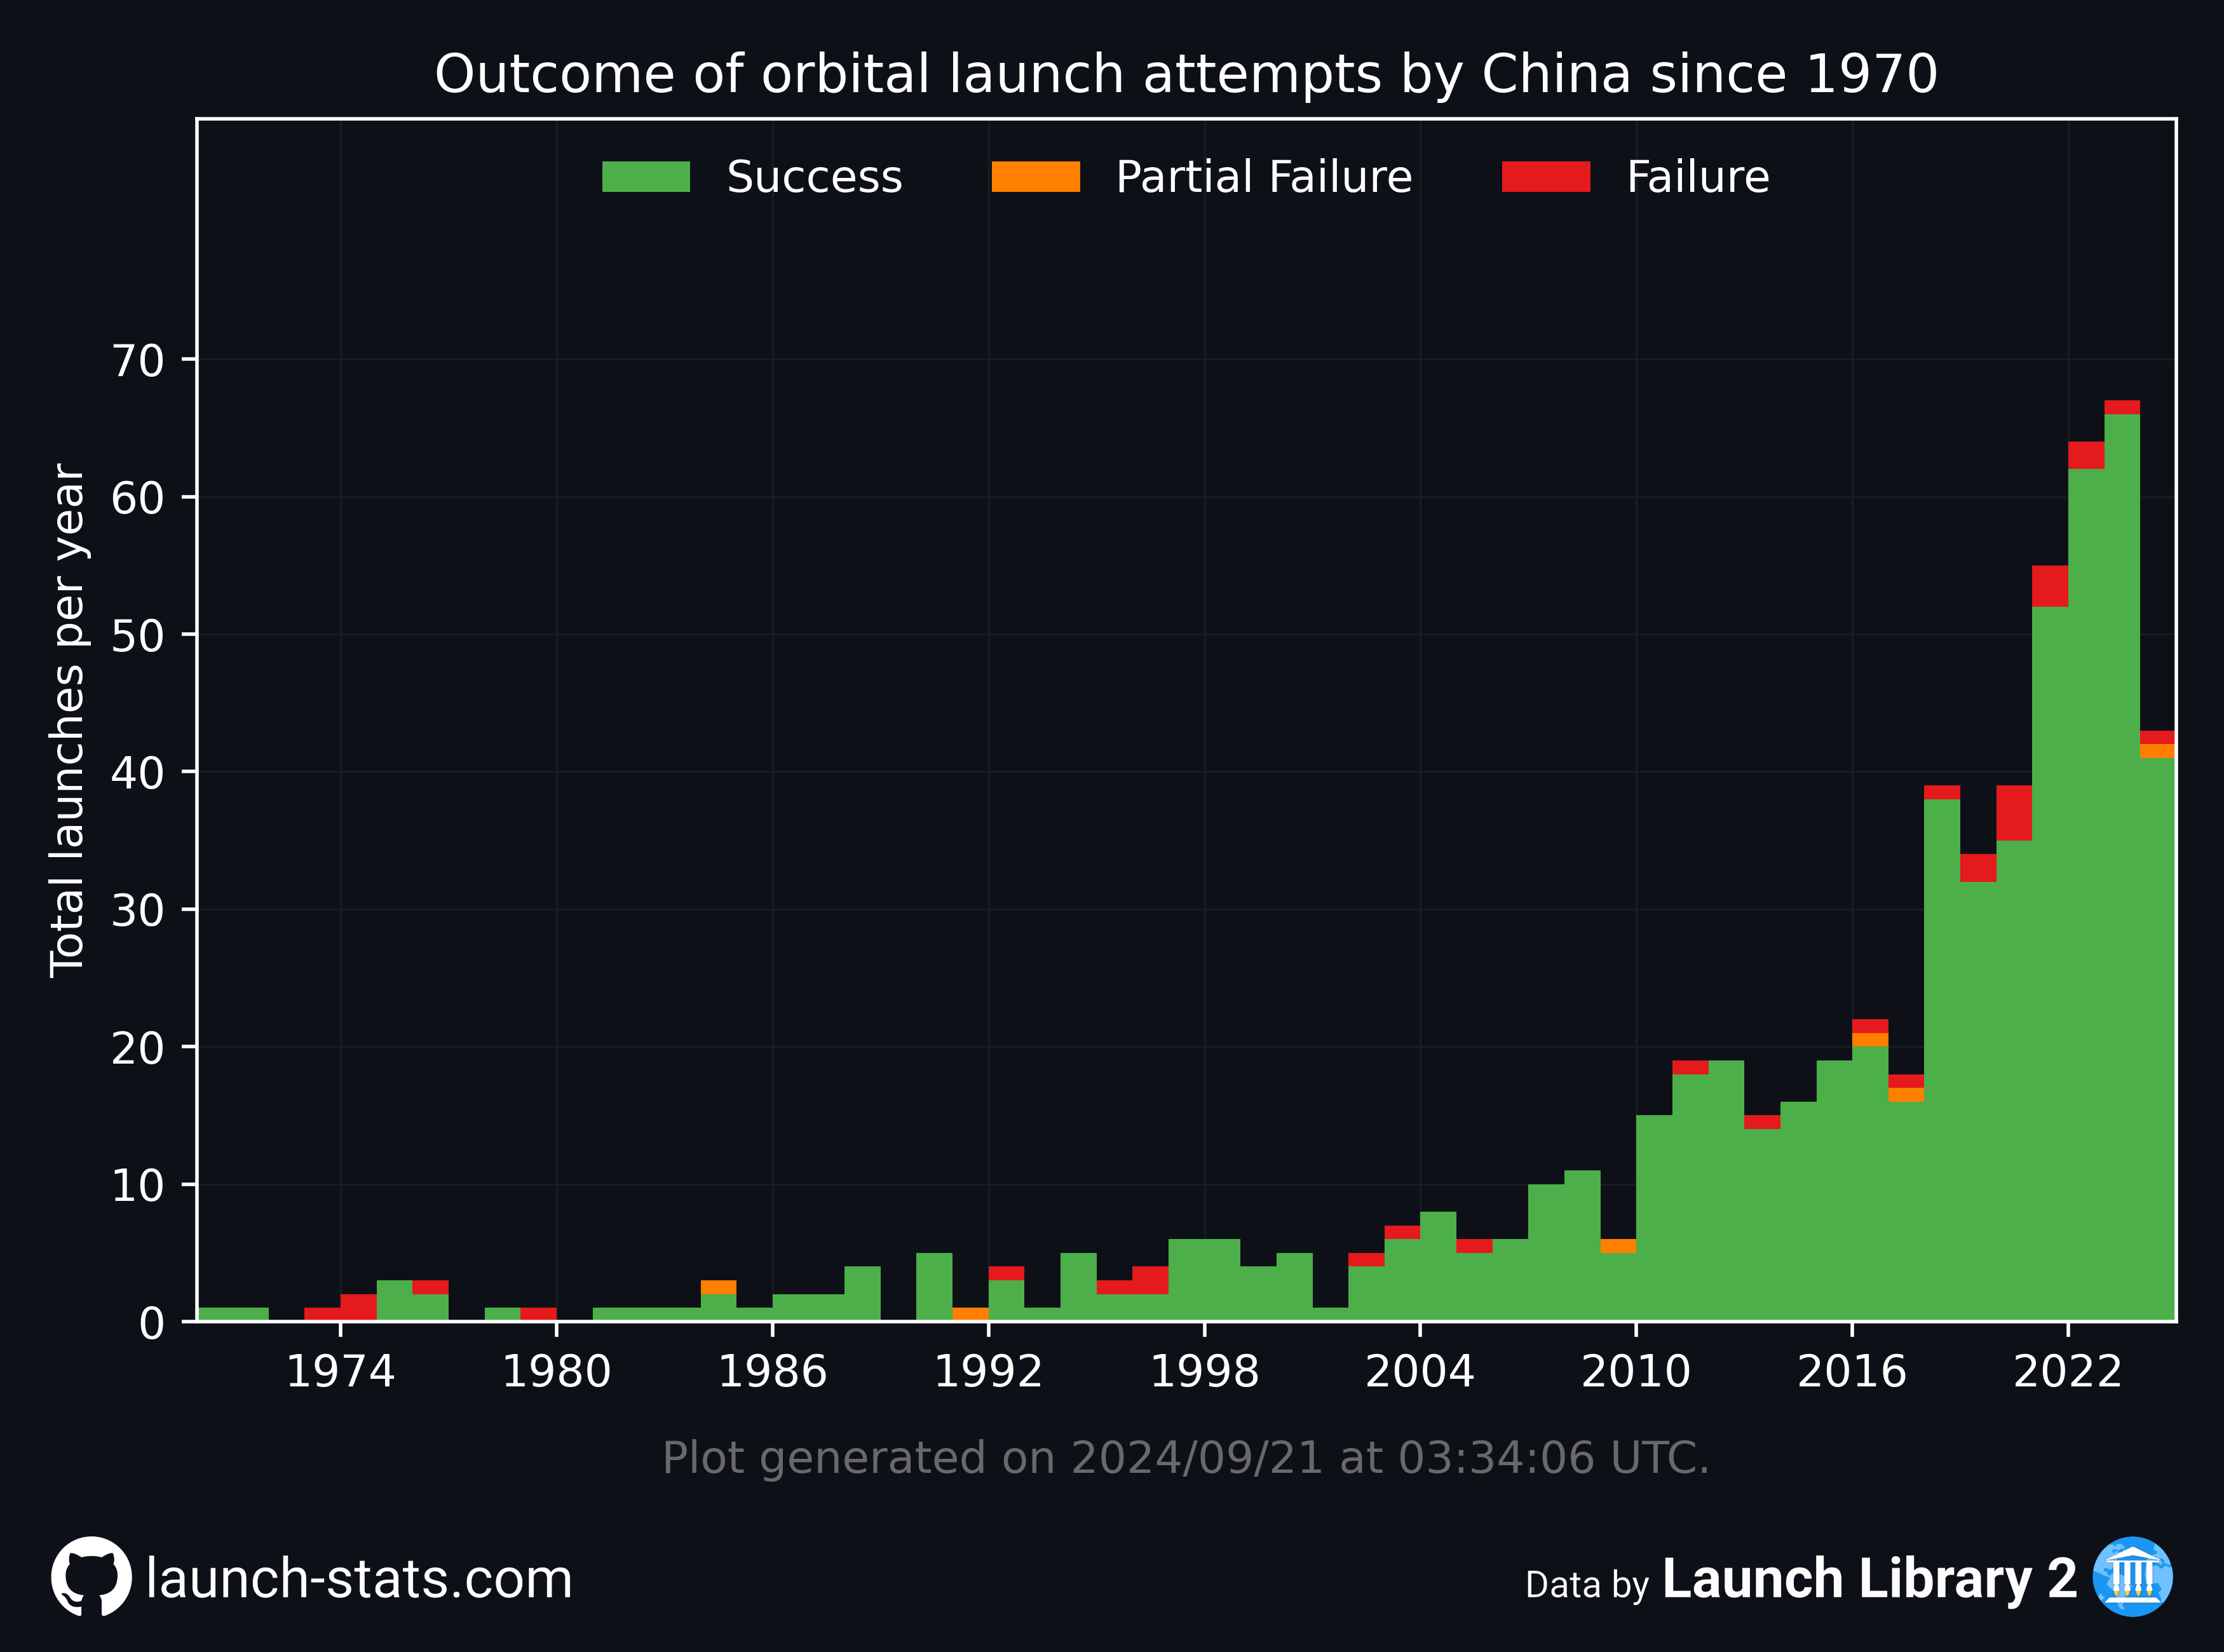 Outcome of orbital launch attempts by China since 1970
Success Partial Failure Failure
Total launches per year
70
60
50
40
30
20
10
0
1974 1980 1986 1992 1998 2004 2010 2016 2022
Plot generated on 2024/09/21 at 03:34:06 UTC.
launch-stats.com
Data by Launch Library 2